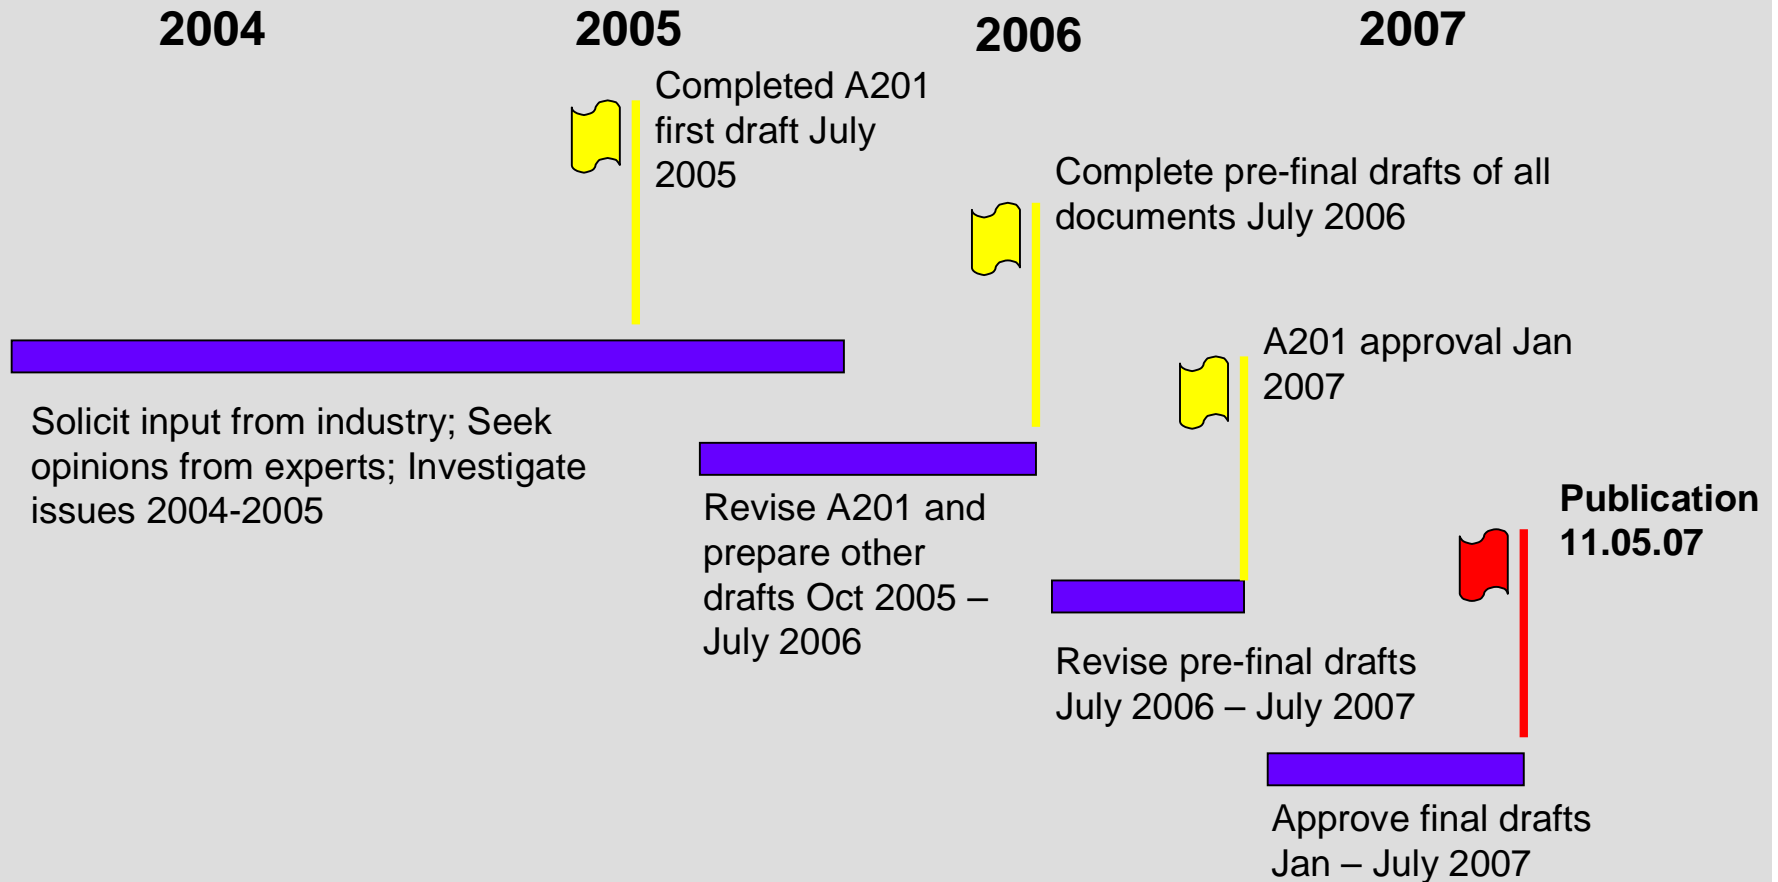 2004
2005
2006
2007
Completed A201
first draft July
2005
Complete pre-final drafts of all
documents July 2006
A201 approval Jan
2007
Solicit input from industry; Seek
opinions from experts; Investigate
issues 2004-2005
Revise A201 and
prepare other
drafts Oct 2005 –
July 2006
Publication
11.05.07
Revise pre-final drafts
July 2006 – July 2007
Approve final drafts
Jan – July 2007